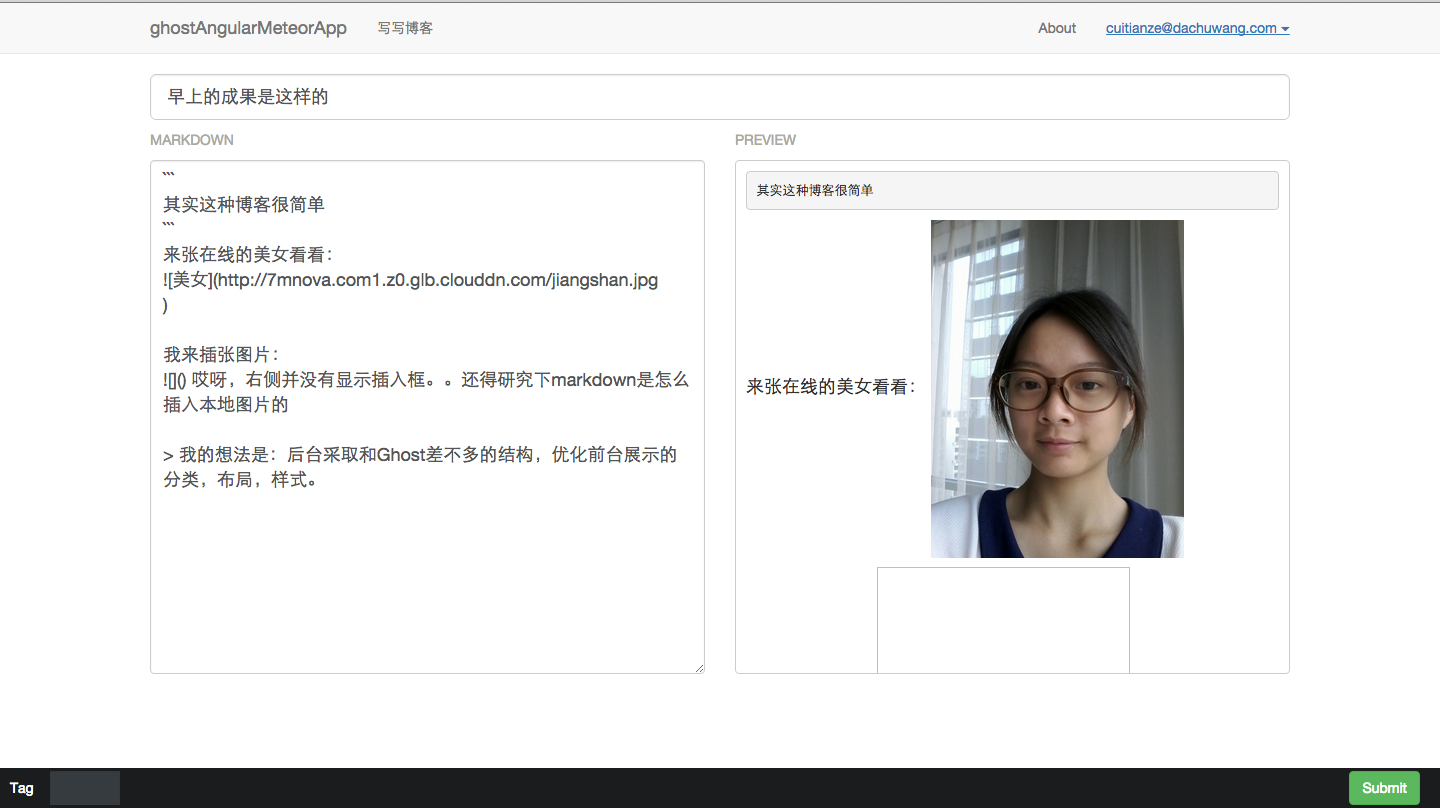 ghostAngularMeteorApp 写写博客 About cuitianze@dachuwang.com
早上的成果是这样的
MARKDOWN
```
其实这种博客很简单
```
来张在线的美女看看：
![美女](http://7mnova.com1.z0.glb.clouddn.com/jiangshan.jpg
)
我来插张图片：
![]() 哎呀，右侧并没有显示插入框。。还得研究下markdown是怎么
插入本地图片的
> 我的想法是：后台采取和Ghost差不多的结构，优化前台展示的
分类，布局，样式。
PREVIEW
其实这种博客很简单
来张在线的美女看看：
Tag
Submit